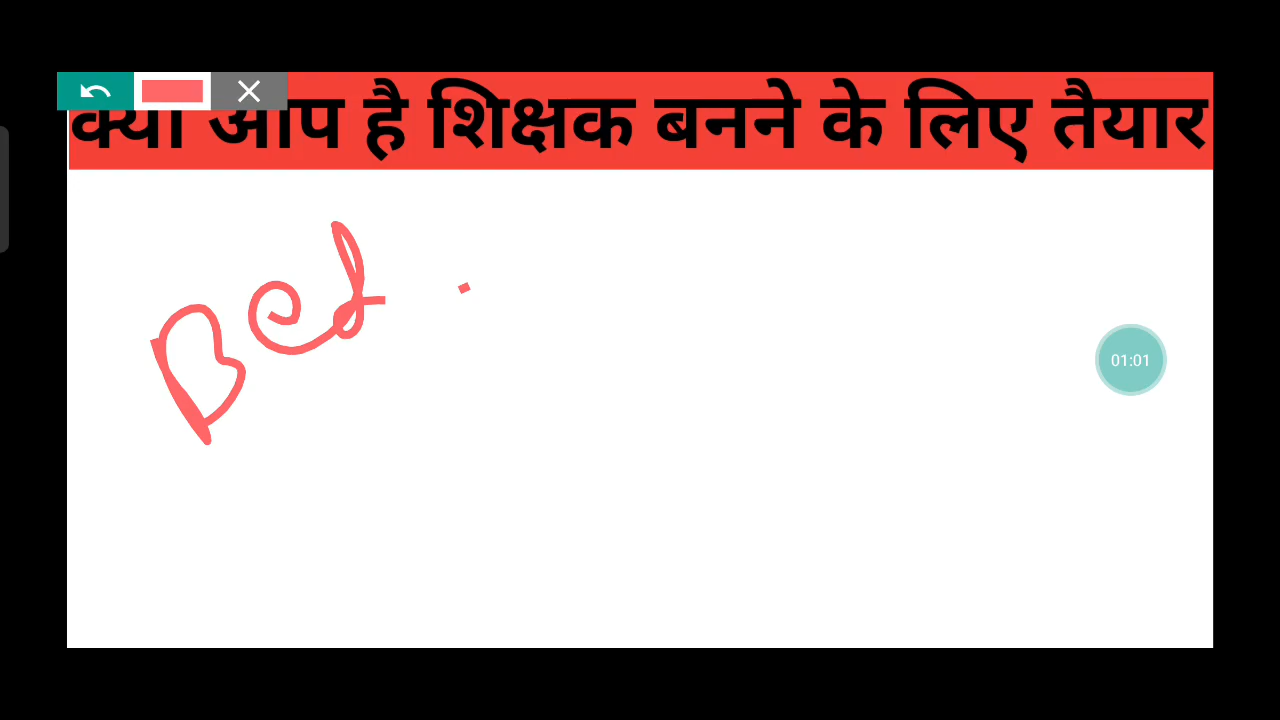 क्या आप है शिक्षक बनने के लिए तैयार
Bed
01:01